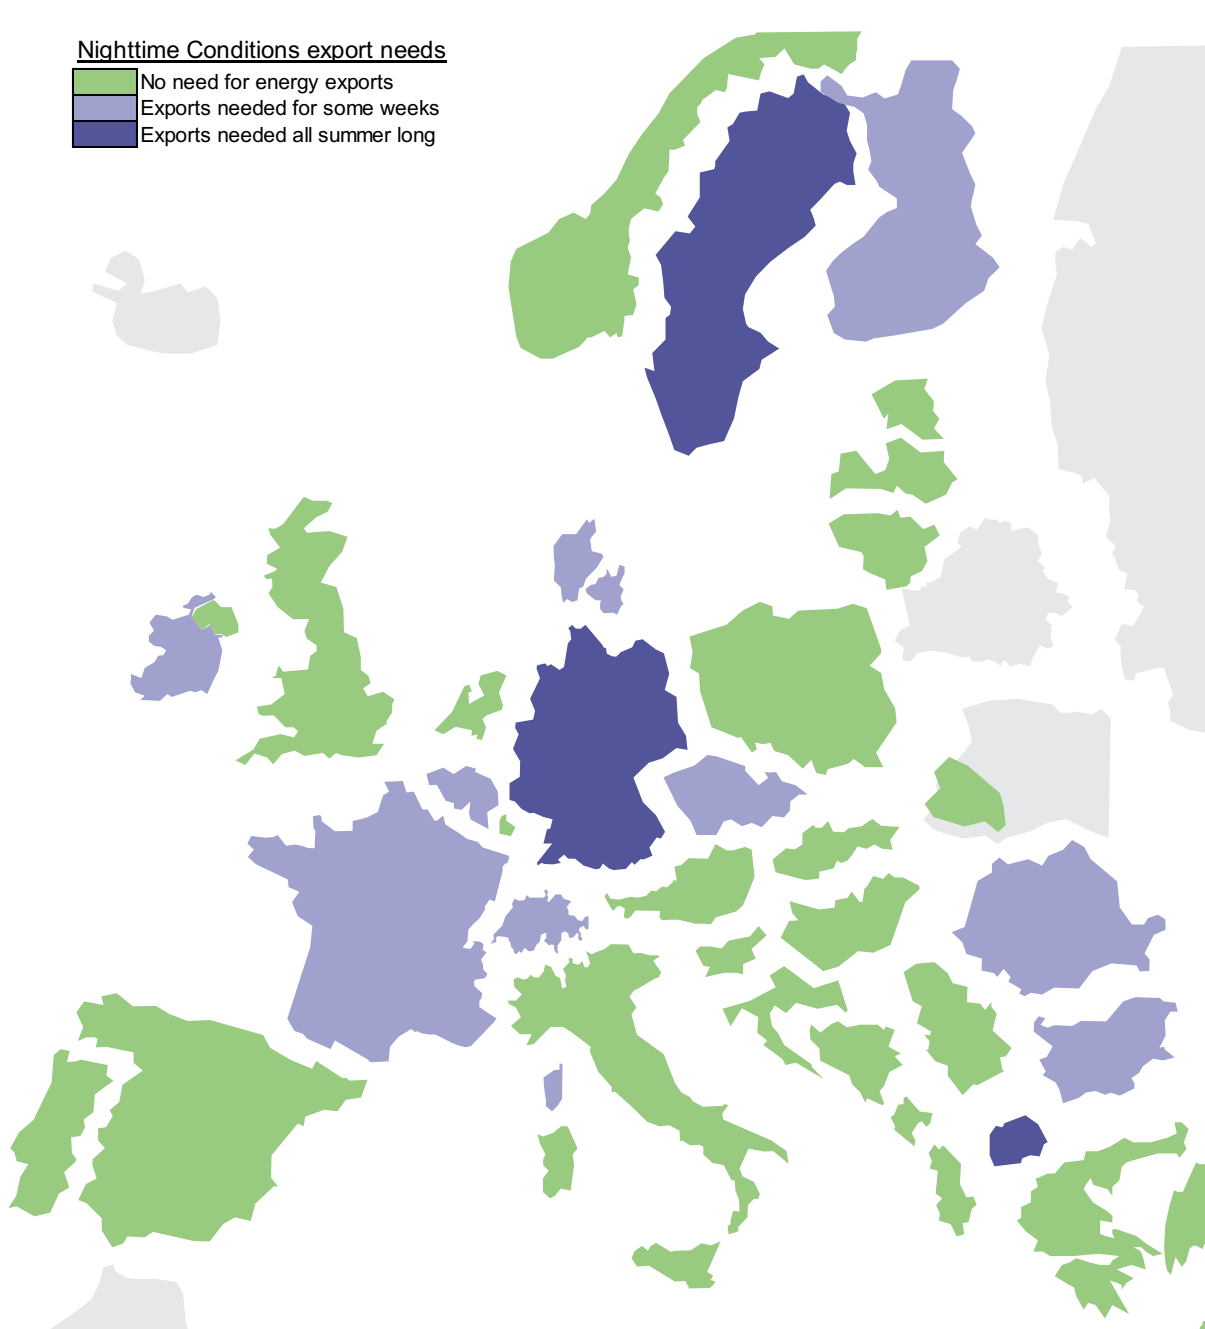 Nighttime Conditions export needs
No need for energy exports
Exports needed for some weeks
Exports needed all summer long